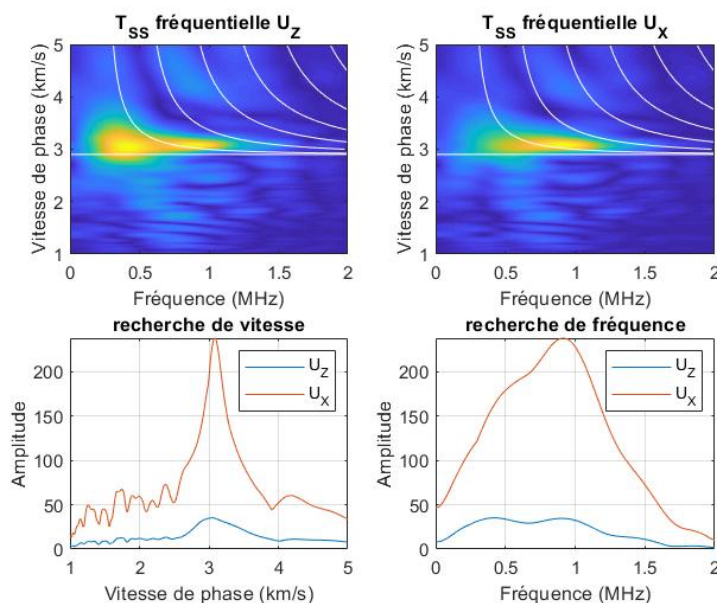 T_SS fréquentielle U_Z
5
4
3
2
1
Vitesse de phase (km/s)
0 0.5 1 1.5 2
Fréquence (MHz)
T_SS fréquentielle U_X
5
4
3
2
1
Vitesse de phase (km/s)
0 0.5 1 1.5 2
Fréquence (MHz)
recherche de vitesse
200
150
100
50
0
Amplitude
U_Z
U_X
1 2 3 4 5
Vitesse de phase (km/s)
recherche de fréquence
200
150
100
50
0
Amplitude
U_Z
U_X
0 0.5 1 1.5 2
Fréquence (MHz)